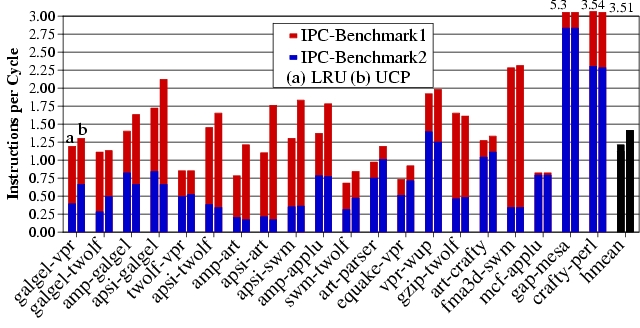 5.3 3.54 3.51
3.00
2.75
2.50
2.25
2.00
1.75
1.50
1.25
1.00
0.75
0.50
0.25
0.00
Instructions per Cycle
IPC-Benchmark1
IPC-Benchmark2
(a) LRU (b) UCP
a b
galgel-vpr
galgel-twolf
amp-galgel
apsi-galgel
twolf-vpr
apsi-twolf
amp-art
apsi-art
apsi-swm
amp-applu
swm-twolf
art-parser
equake-vpr
vpr-wup
gzip-twolf
art-crafty
fma3d-swm
mcf-applu
gap-mesa
crafty-perl
hmean